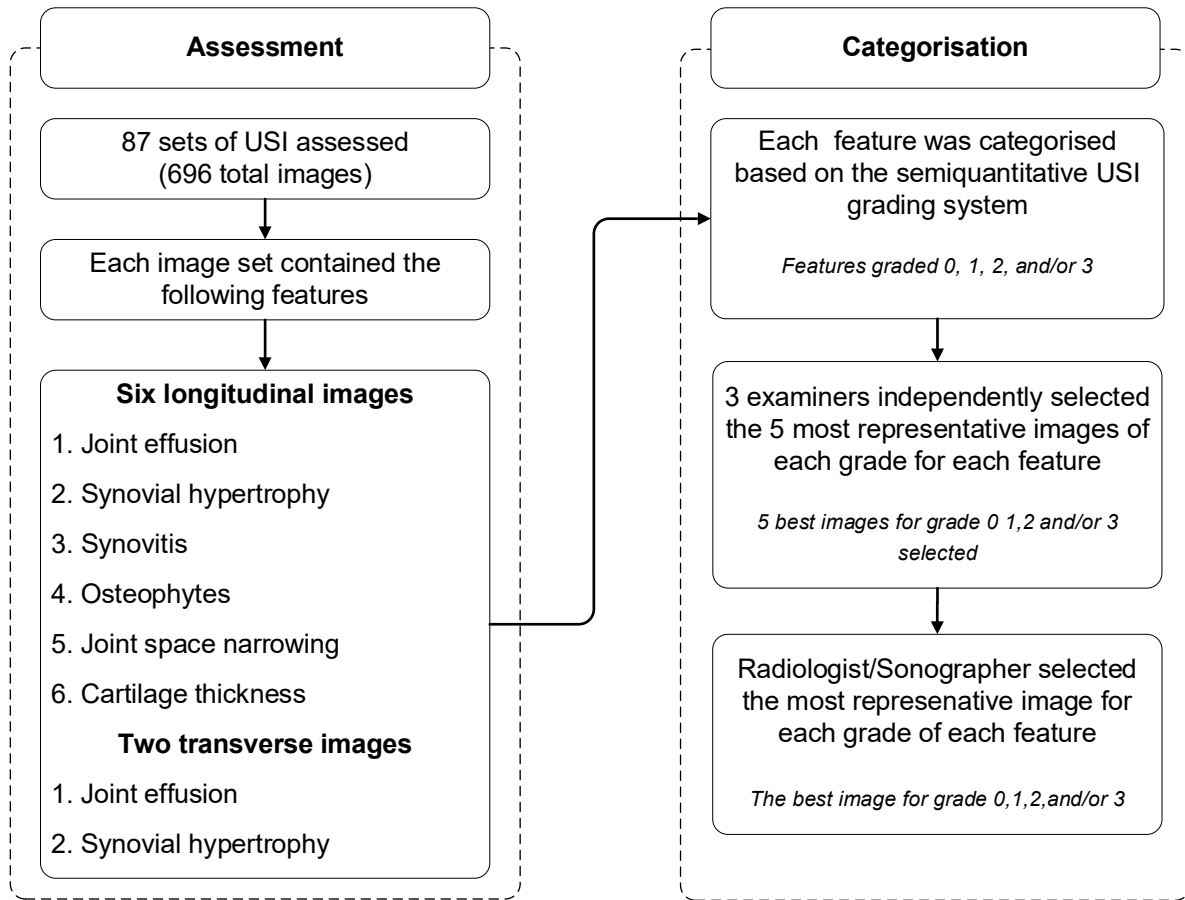 Assessment
87 sets of USI assessed
(696 total images)
Each image set contained the
following features
Six longitudinal images
1. Joint effusion
2. Synovial hypertrophy
3. Synovitis
4. Osteophytes
5. Joint space narrowing
6. Cartilage thickness
Two transverse images
1. Joint effusion
2. Synovial hypertrophy
Categorisation
Each feature was categorised
based on the semiquantitative USI
grading system
Features graded 0, 1, 2, and/or 3
3 examiners independently selected
the 5 most representative images of
each grade for each feature
5 best images for grade 0 1,2 and/or 3
selected
Radiologist/Sonographer selected
the most represenative image for
each grade of each feature
The best image for grade 0,1,2,and/or 3